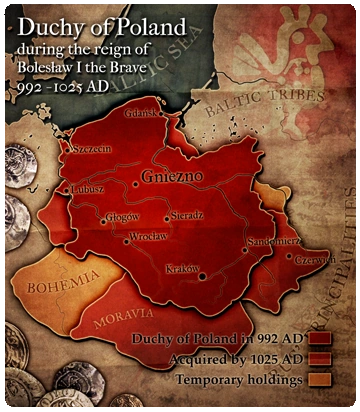 Duchy of Poland
during the reign of
Bolesław I the Brave
992 - 1025 AD
BALTIC SEA
BALTIC TRIBES
Gdańsk
Szczecin
Gniezno
Lubusz
Głogów
Sieradz
Wrocław
Sandomierz
Czerwień
Kraków
BOHEMIA
MORAVIA
PRINCIPALITIES
Duchy of Poland in 992 AD
Acquired by 1025 AD
Temporary holdings